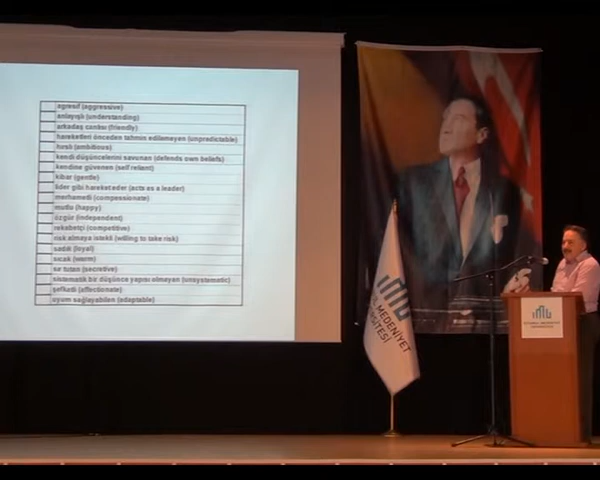 agresif (aggressive)
anlayışlı (understanding)
arkadaş canlısı (friendly)
hareketleri önceden tahmin edilemeyen (unpredictable)
hırslı (ambitious)
kendi düşüncelerini savunan (defends own beliefs)
kendine güvenen (self reliant)
kibar (gentle)
lider gibi hareket eder (acts as a leader)
merhametli (compassionate)
mutlu (happy)
özgür (independent)
rekabetçi (competitive)
risk almaya istekli (willing to take risk)
sadık (loyal)
sıcak (warm)
sır tutan (secretive)
sistematik bir düşünce yapısı olmayan (unsystematic)
şefkatli (affectionate)
uyum sağlayabilen (adaptable)
MEDENİYET